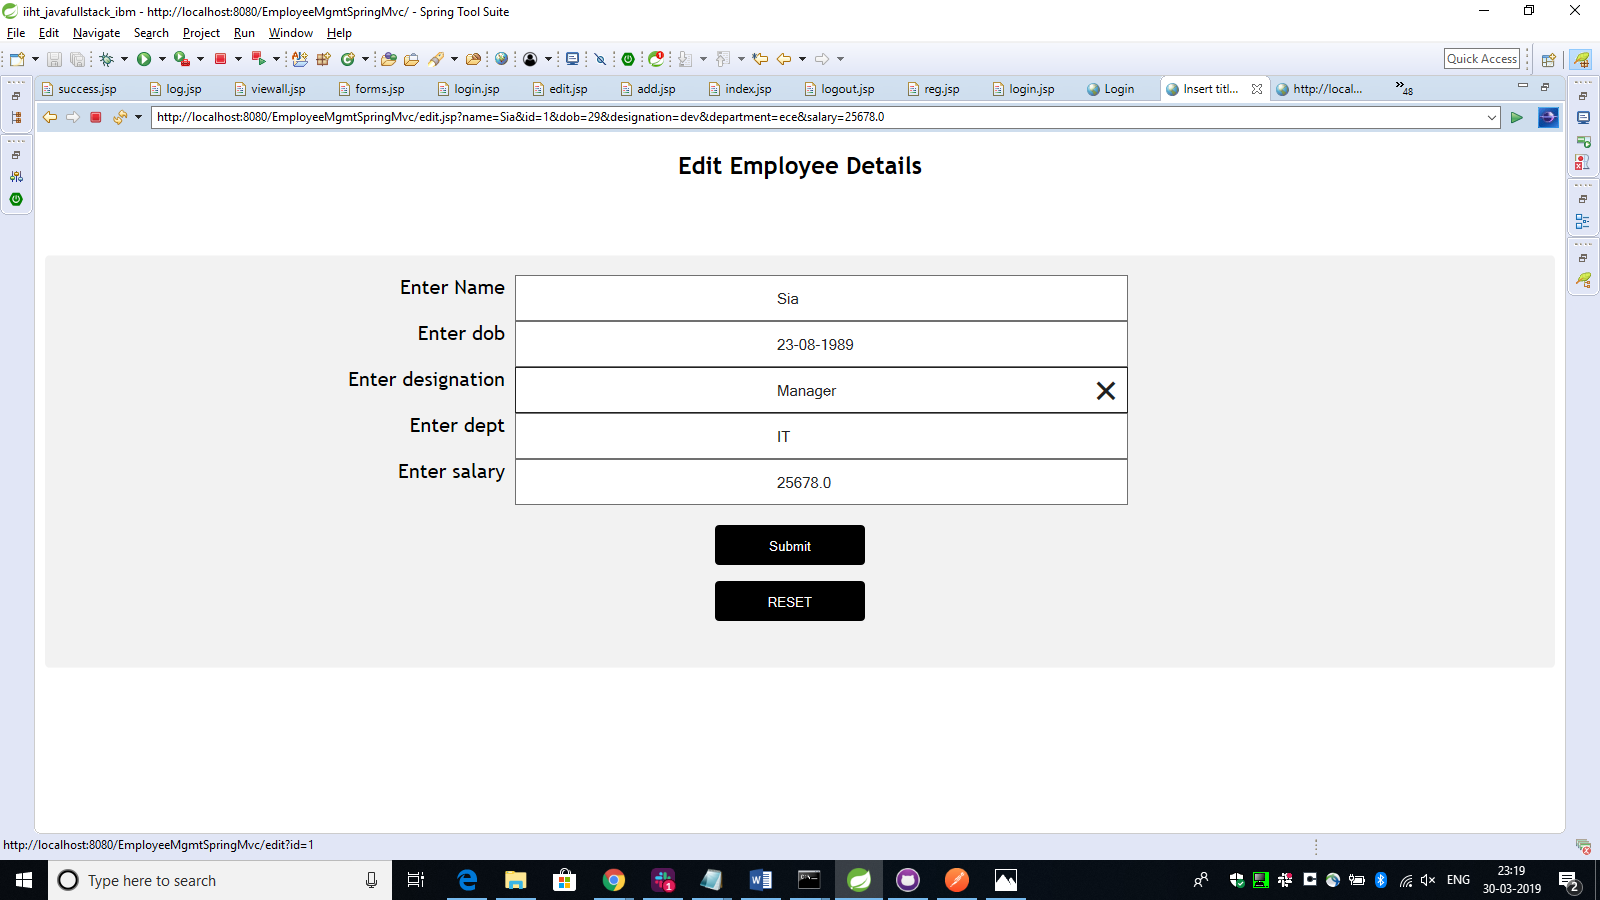 iiht_javafullstack_ibm - http://localhost:8080/EmployeeMgmtSpringMvc/ - Spring Tool Suite
File Edit Navigate Search Project Run Window Help
Quick Access
success.jsp log.jsp viewall.jsp forms.jsp login.jsp edit.jsp add.jsp index.jsp logout.jsp reg.jsp login.jsp Login Insert titl... http://local... 48
http://localhost:8080/EmployeeMgmtSpringMvc/edit.jsp?name=Sia&id=1&dob=29&designation=dev&department=ece&salary=25678.0
Edit Employee Details
Enter Name Sia
Enter dob 23-08-1989
Enter designation Manager
Enter dept IT
Enter salary 25678.0
Submit
RESET
http://localhost:8080/EmployeeMgmtSpringMvc/edit?id=1
Type here to search
1
ENG
23:19
30-03-2019
2